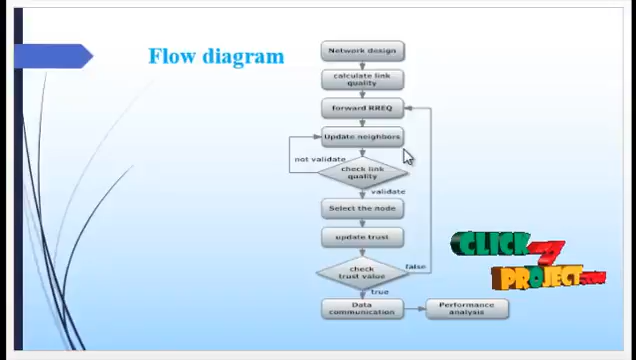 Flow diagram
Network design
calculate link
quality
forward RREQ
Update neighbors
not validate
check link
quality
validate
Select the node
update trust
check
trust value
false
true
Data
communication
Performance
analysis
CLICK
PROJECT